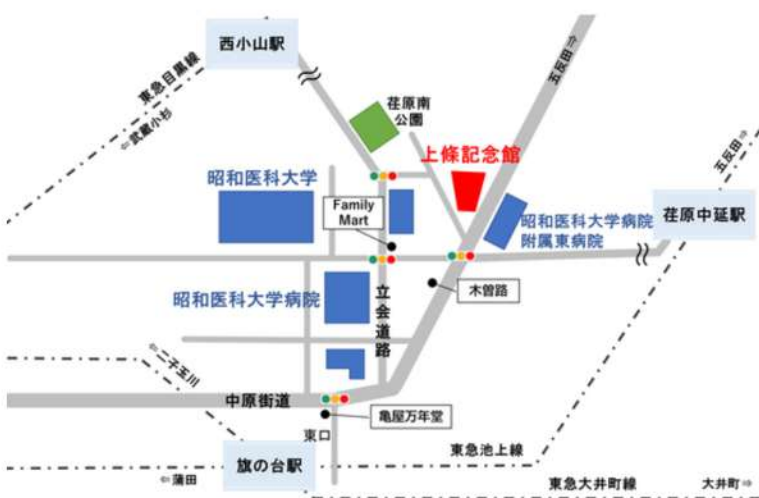 西小山駅
五反田⇒
東急目黒線
⇐武蔵小杉
荏原南
公園
上條記念館
五反田⇒
昭和医科大学
荏原中延駅
Family
Mart
昭和医科大学病院
附属東病院
昭和医科大学病院
立会道路
木曽路
⇐二子玉川
中原街道
亀屋万年堂
東口
旗の台駅
東急池上線
⇐蒲田
東急大井町線
大井町⇒